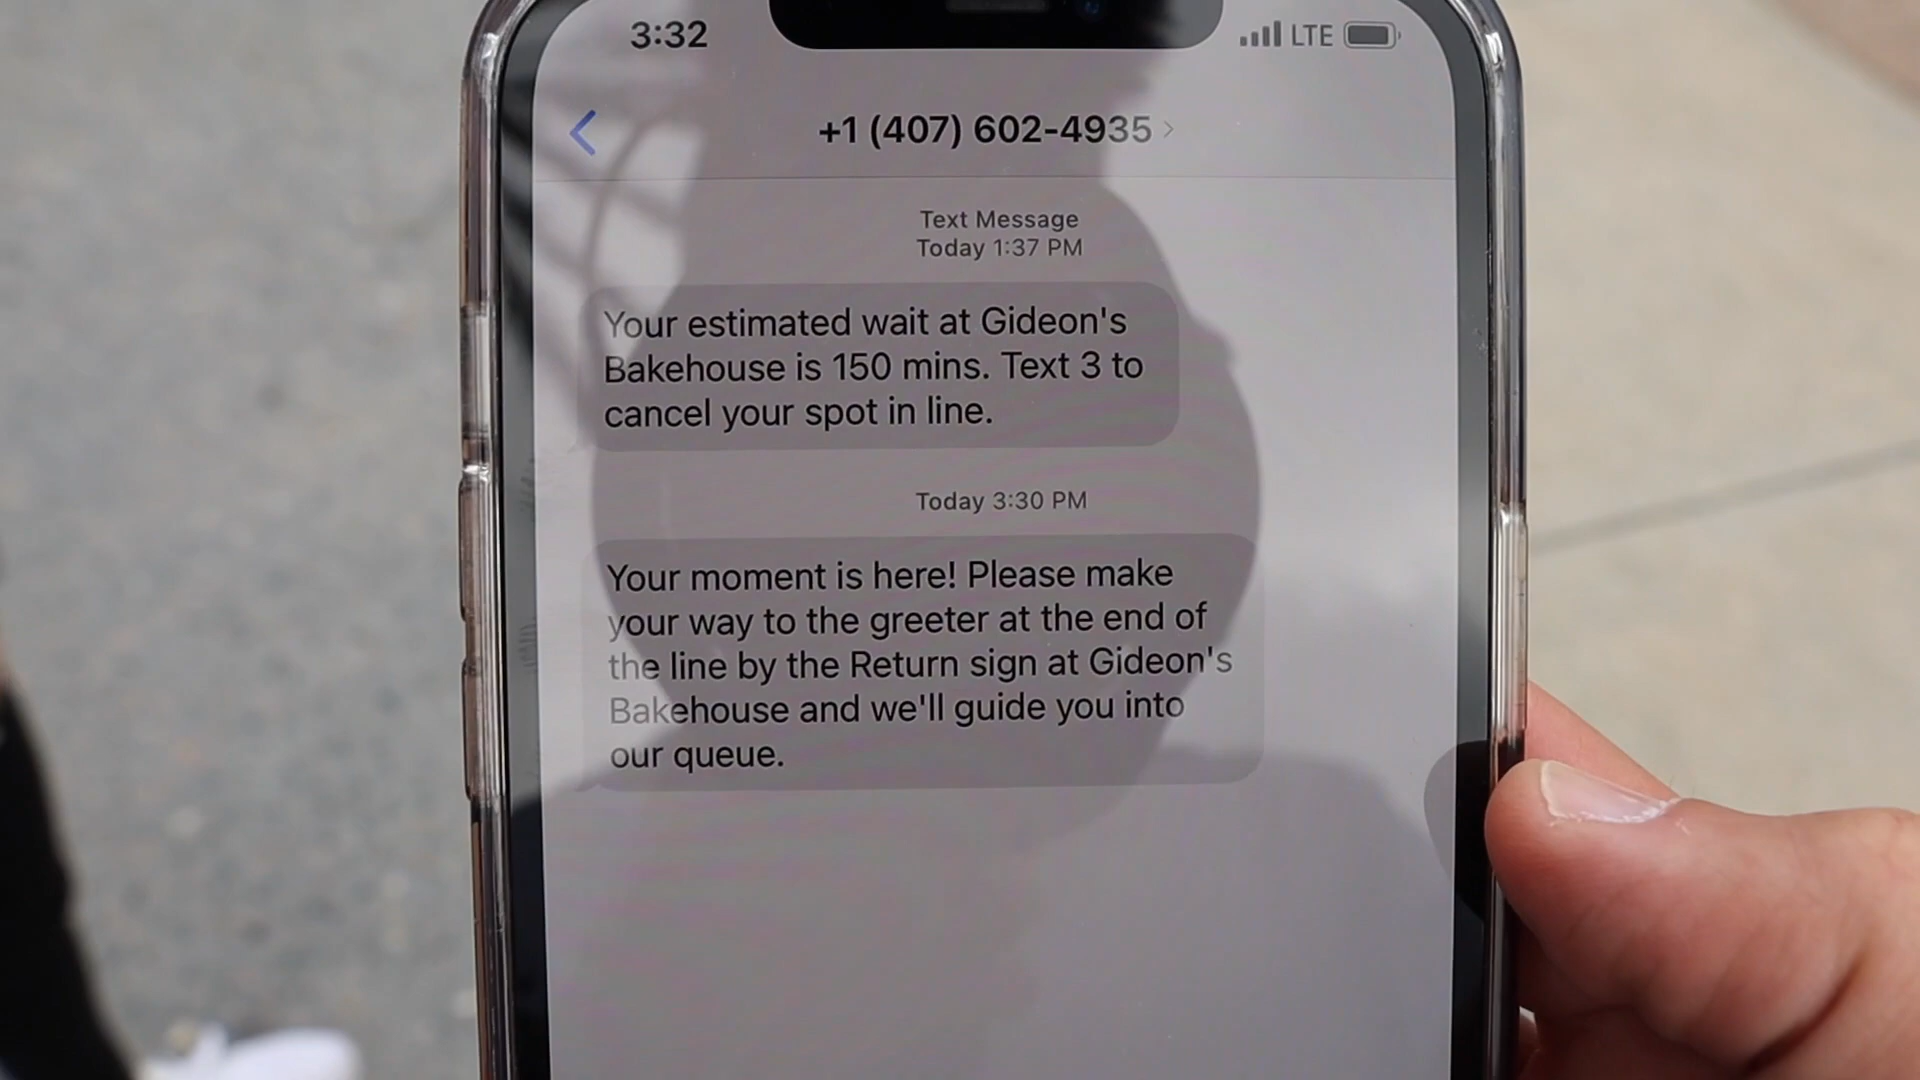 3:32
LTE
+1 (407) 602-4935
Text Message
Today 1:37 PM
Your estimated wait at Gideon's
Bakehouse is 150 mins. Text 3 to
cancel your spot in line.
Today 3:30 PM
Your moment is here! Please make
your way to the greeter at the end of
the line by the Return sign at Gideon's
Bakehouse and we'll guide you into
our queue.